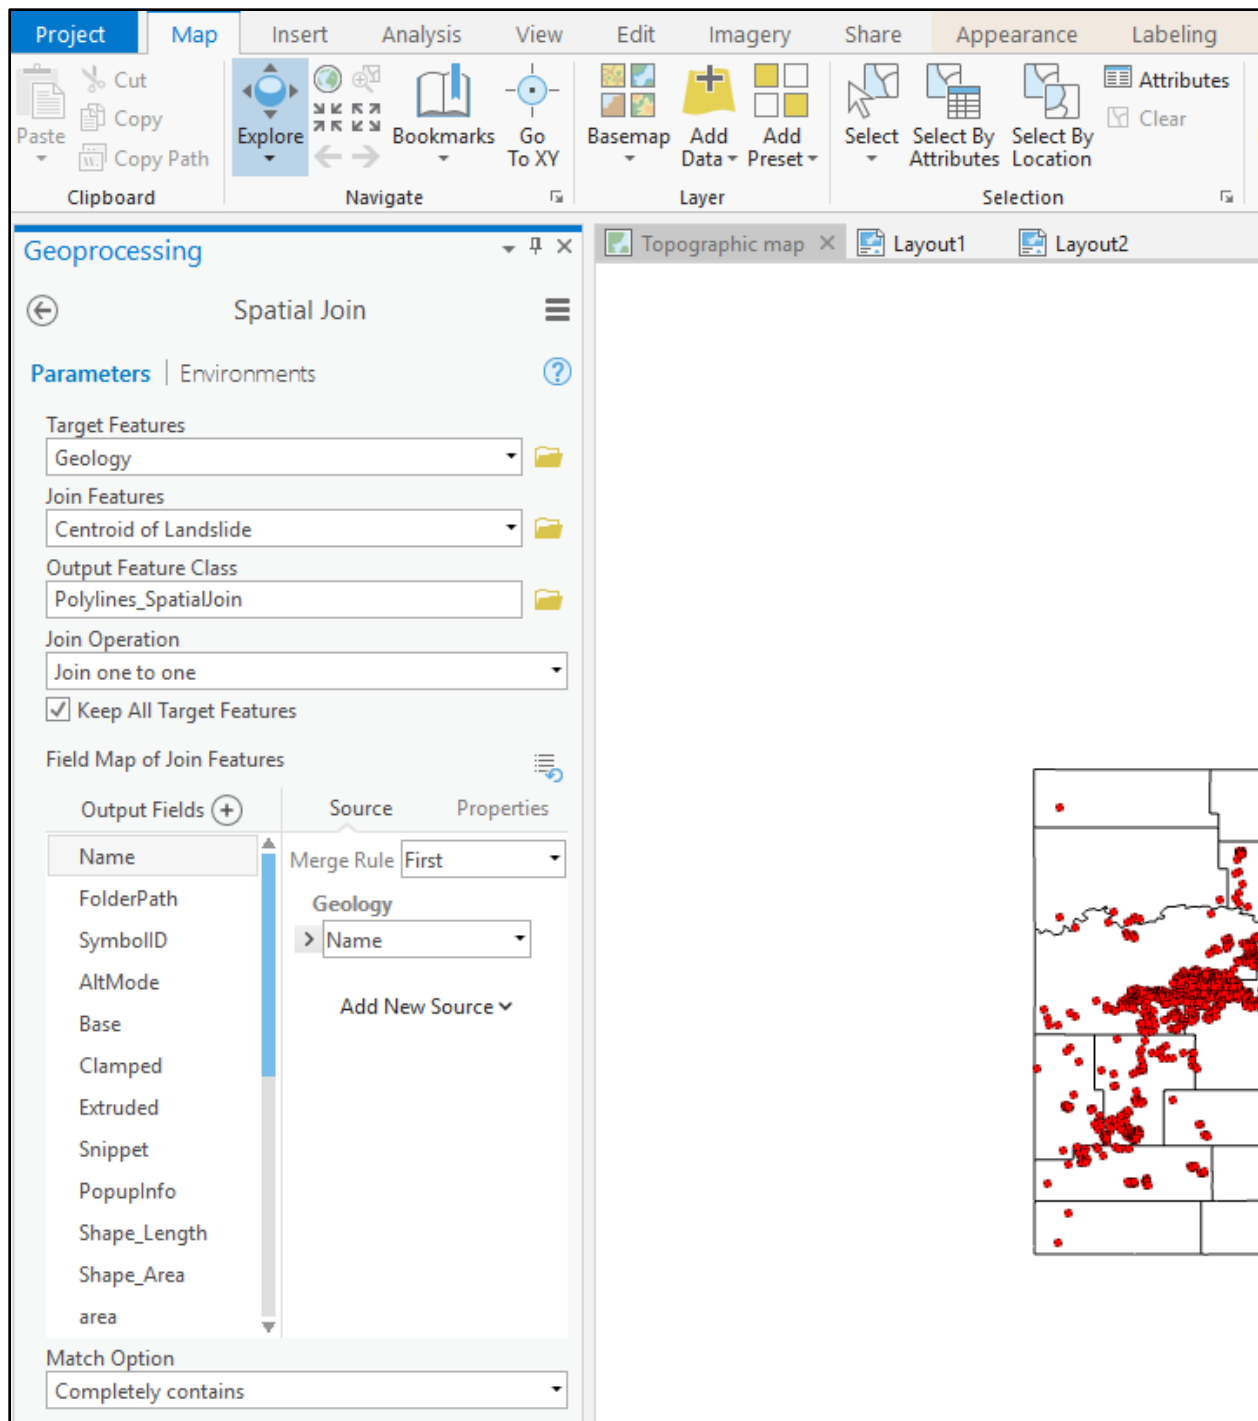 Project Map Insert Analysis View Edit Imagery Share Appearance Labeling
Cut
Copy
Copy Path
Paste
Explore
Bookmarks
Go
To XY
Basemap
Add
Data
Add
Preset
Select
Select By
Attributes
Select By
Location
Attributes
Clear
Clipboard Navigate Layer Selection
Geoprocessing
Topographic map Layout1 Layout2
Spatial Join
Parameters | Environments
Target Features
Geology
Join Features
Centroid of Landslide
Output Feature Class
Polylines_SpatialJoin
Join Operation
Join one to one
Keep All Target Features
Field Map of Join Features
Output Fields Source Properties
Name
FolderPath
SymbolID
AltMode
Base
Clamped
Extruded
Snippet
PopupInfo
Shape_Length
Shape_Area
area
Merge Rule First
Geology
Name
Add New Source
Match Option
Completely contains